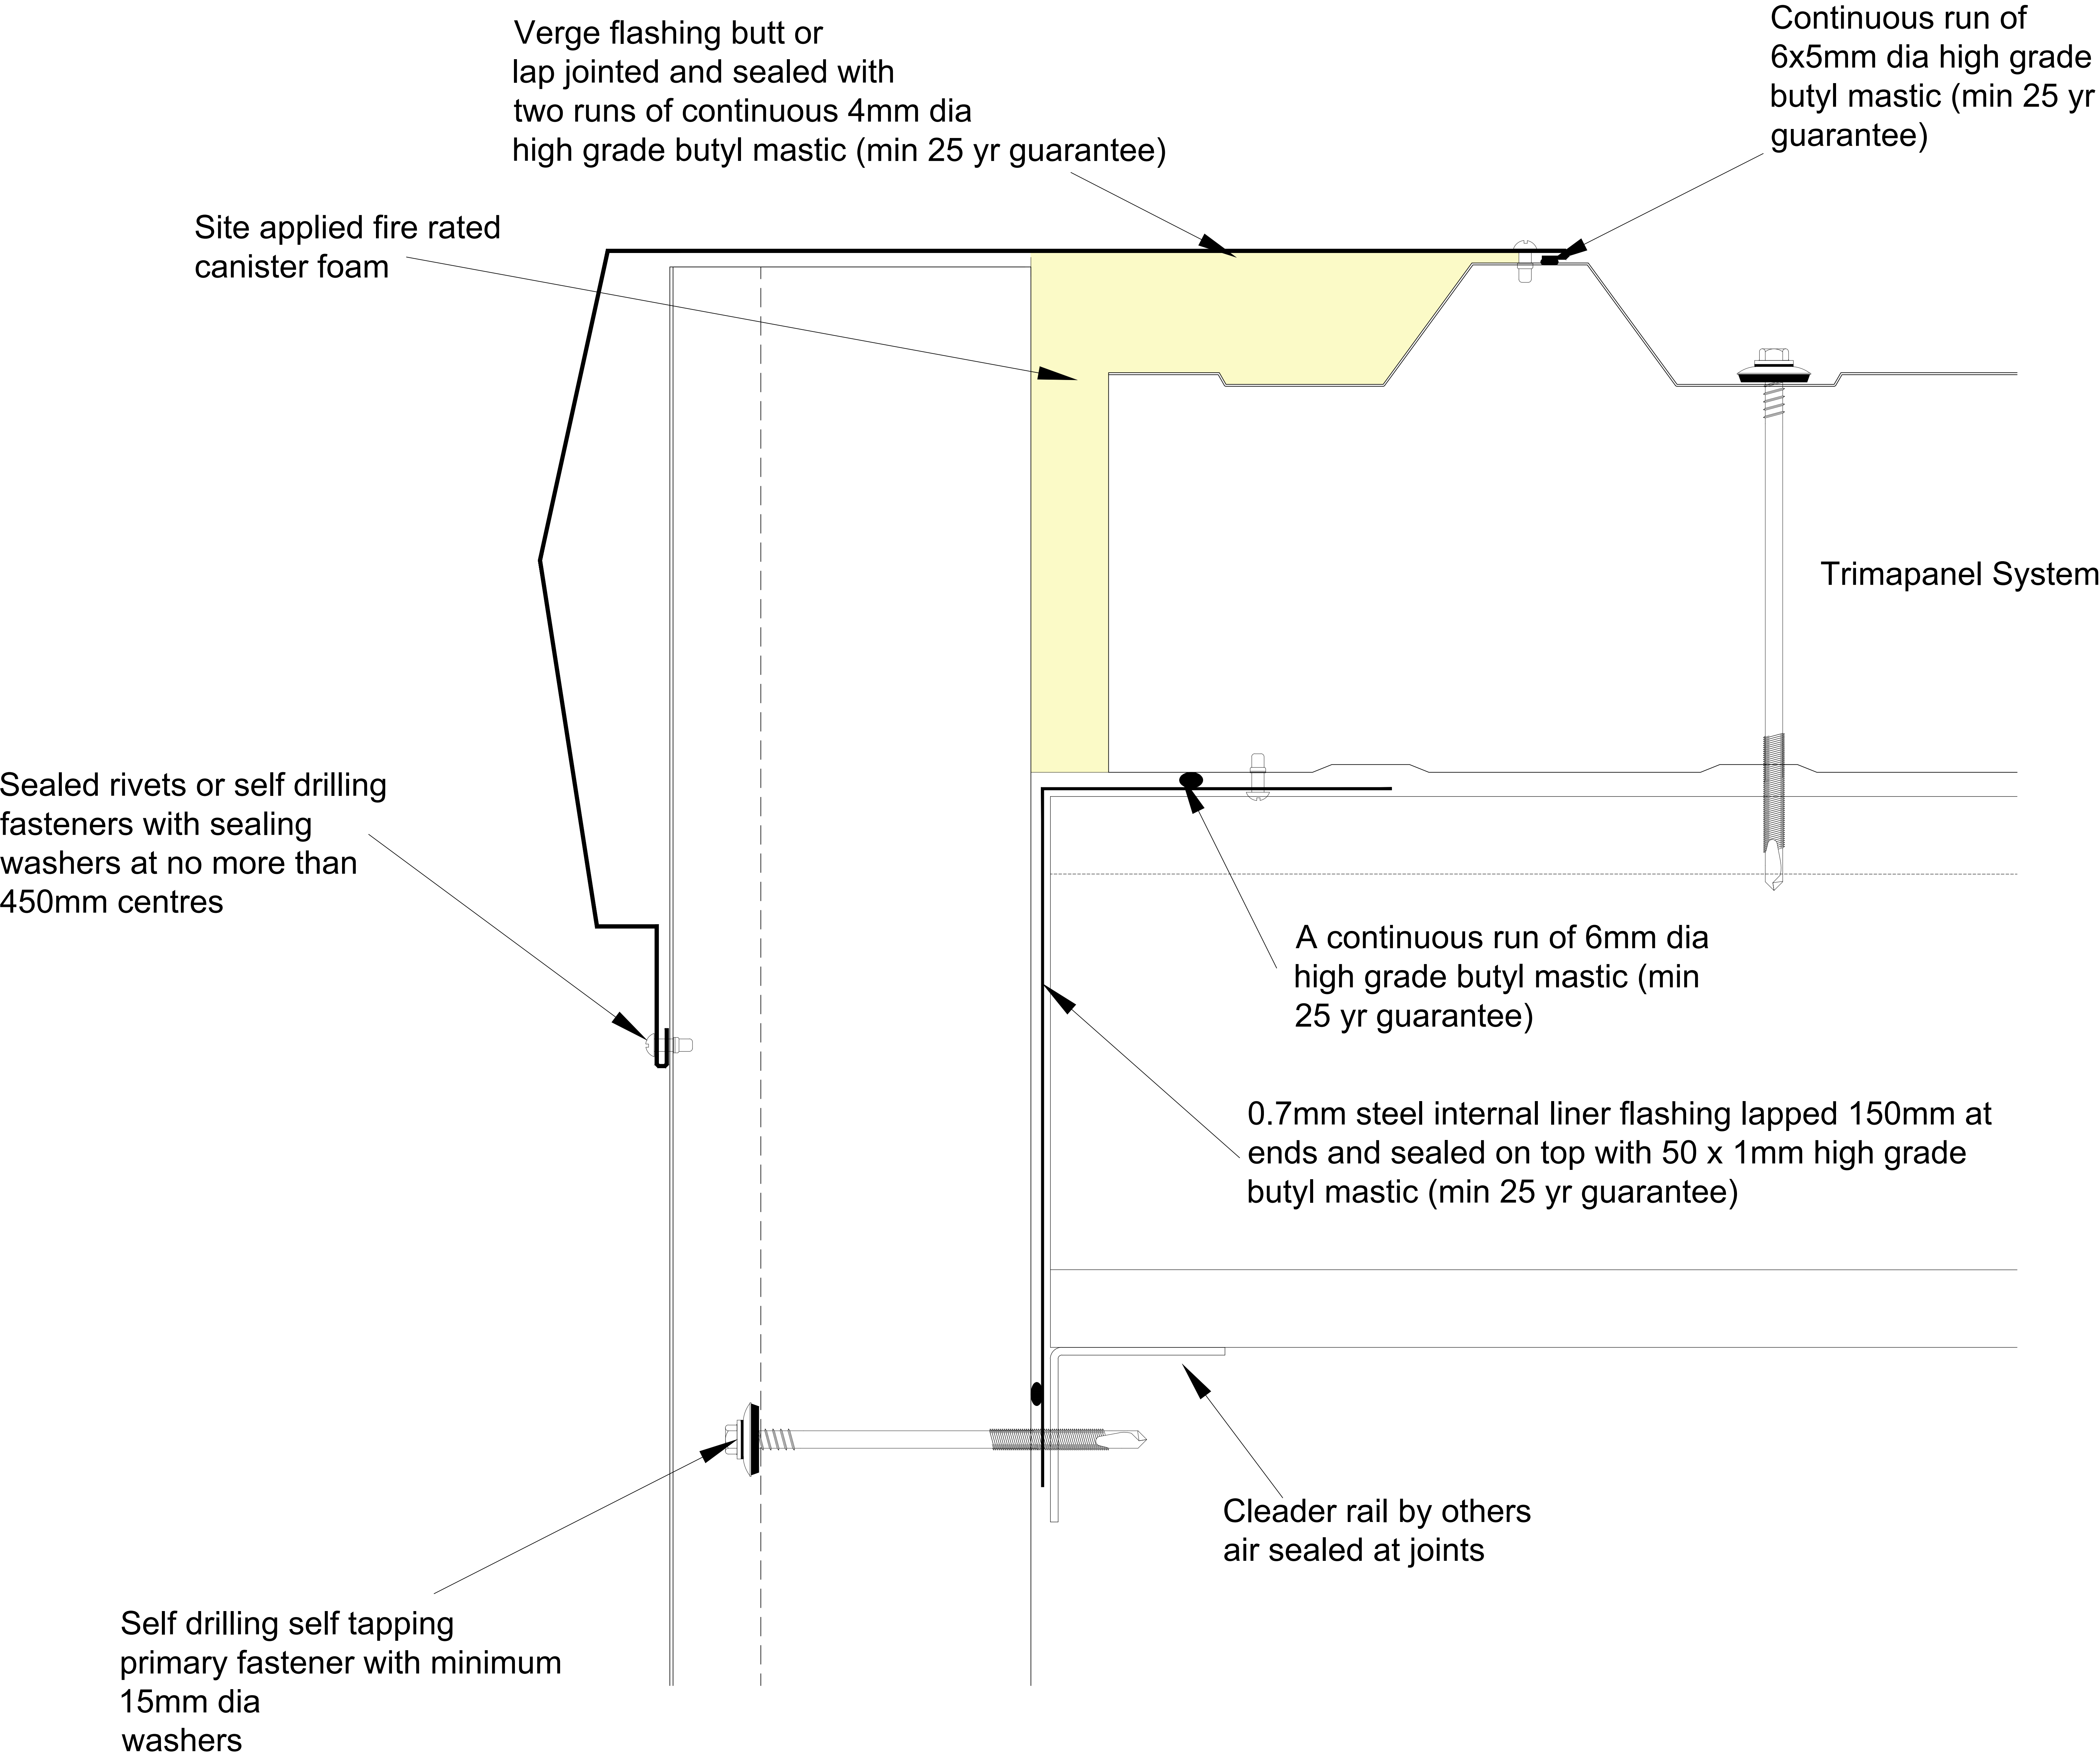 Verge flashing butt or
lap jointed and sealed with
two runs of continuous 4mm dia
high grade butyl mastic (min 25 yr guarantee)
Continuous run of
6x5mm dia high grade
butyl mastic (min 25 yr
guarantee)
Site applied fire rated
canister foam
Trimapanel System
Sealed rivets or self drilling
fasteners with sealing
washers at no more than
450mm centres
A continuous run of 6mm dia
high grade butyl mastic (min
25 yr guarantee)
0.7mm steel internal liner flashing lapped 150mm at
ends and sealed on top with 50 x 1mm high grade
butyl mastic (min 25 yr guarantee)
Cleader rail by others
air sealed at joints
Self drilling self tapping
primary fastener with minimum
15mm dia
washers